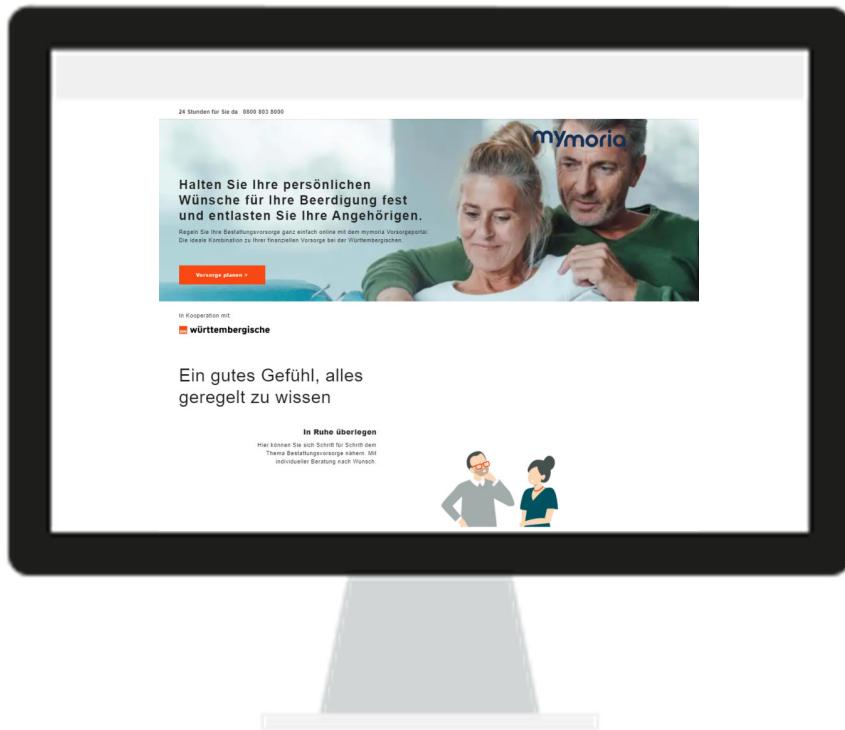 24 Stunden für Sie da 0800 803 8000
mymoria
Halten Sie Ihre persönlichen
Wünsche für Ihre Beerdigung fest
und entlasten Sie Ihre Angehörigen.
Regeln Sie Ihre Bestattungsvorsorge ganz einfach online mit dem mymoria Vorsorgeportal.
Die ideale Kombination zu Ihrer finanziellen Vorsorge bei der Württembergischen.
Vorsorge planen >
In Kooperation mit
württembergische
Ein gutes Gefühl, alles
geregelt zu wissen
In Ruhe überlegen
Hier können Sie sich Schritt für Schritt dem
Thema Bestattungsvorsorge nähern. Mit
individueller Beratung nach Wunsch.